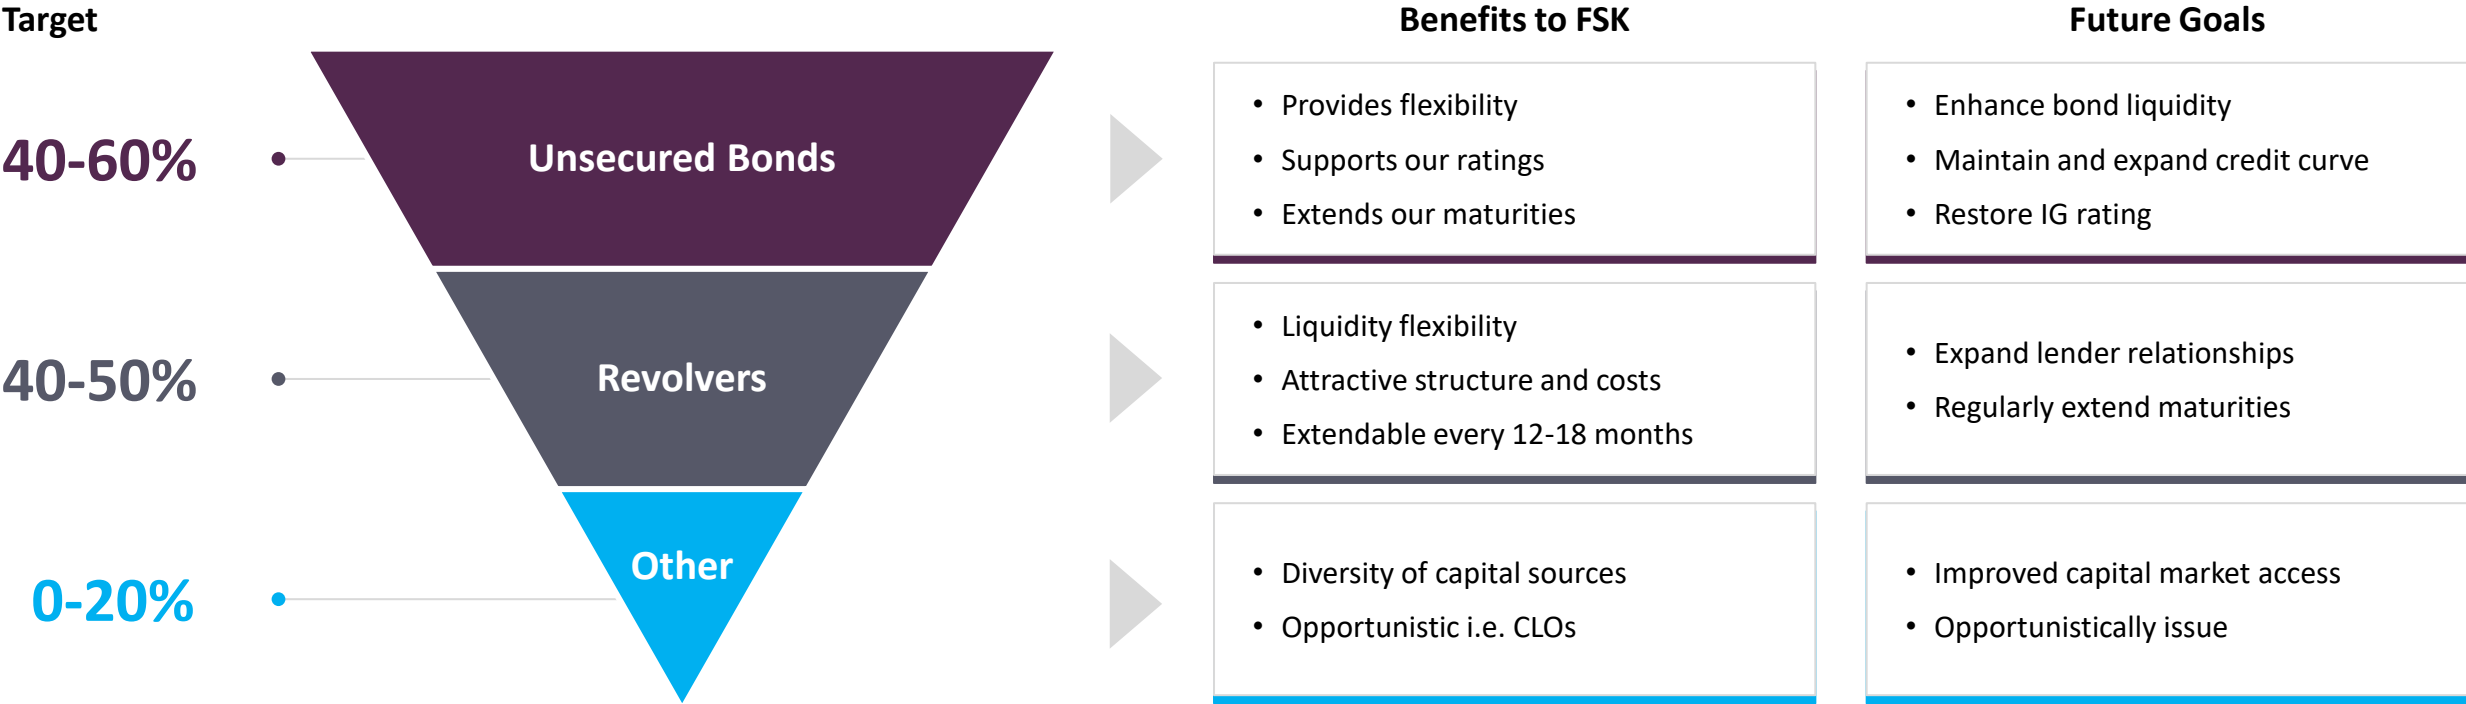 Target
Benefits to FSK
Future Goals
40-60%
Unsecured Bonds
• Provides flexibility
• Supports our ratings
• Extends our maturities
• Enhance bond liquidity
• Maintain and expand credit curve
• Restore IG rating
40-50%
Revolvers
• Liquidity flexibility
• Attractive structure and costs
• Extendable every 12-18 months
• Expand lender relationships
• Regularly extend maturities
0-20%
Other
• Diversity of capital sources
• Opportunistic i.e. CLOs
• Improved capital market access
• Opportunistically issue